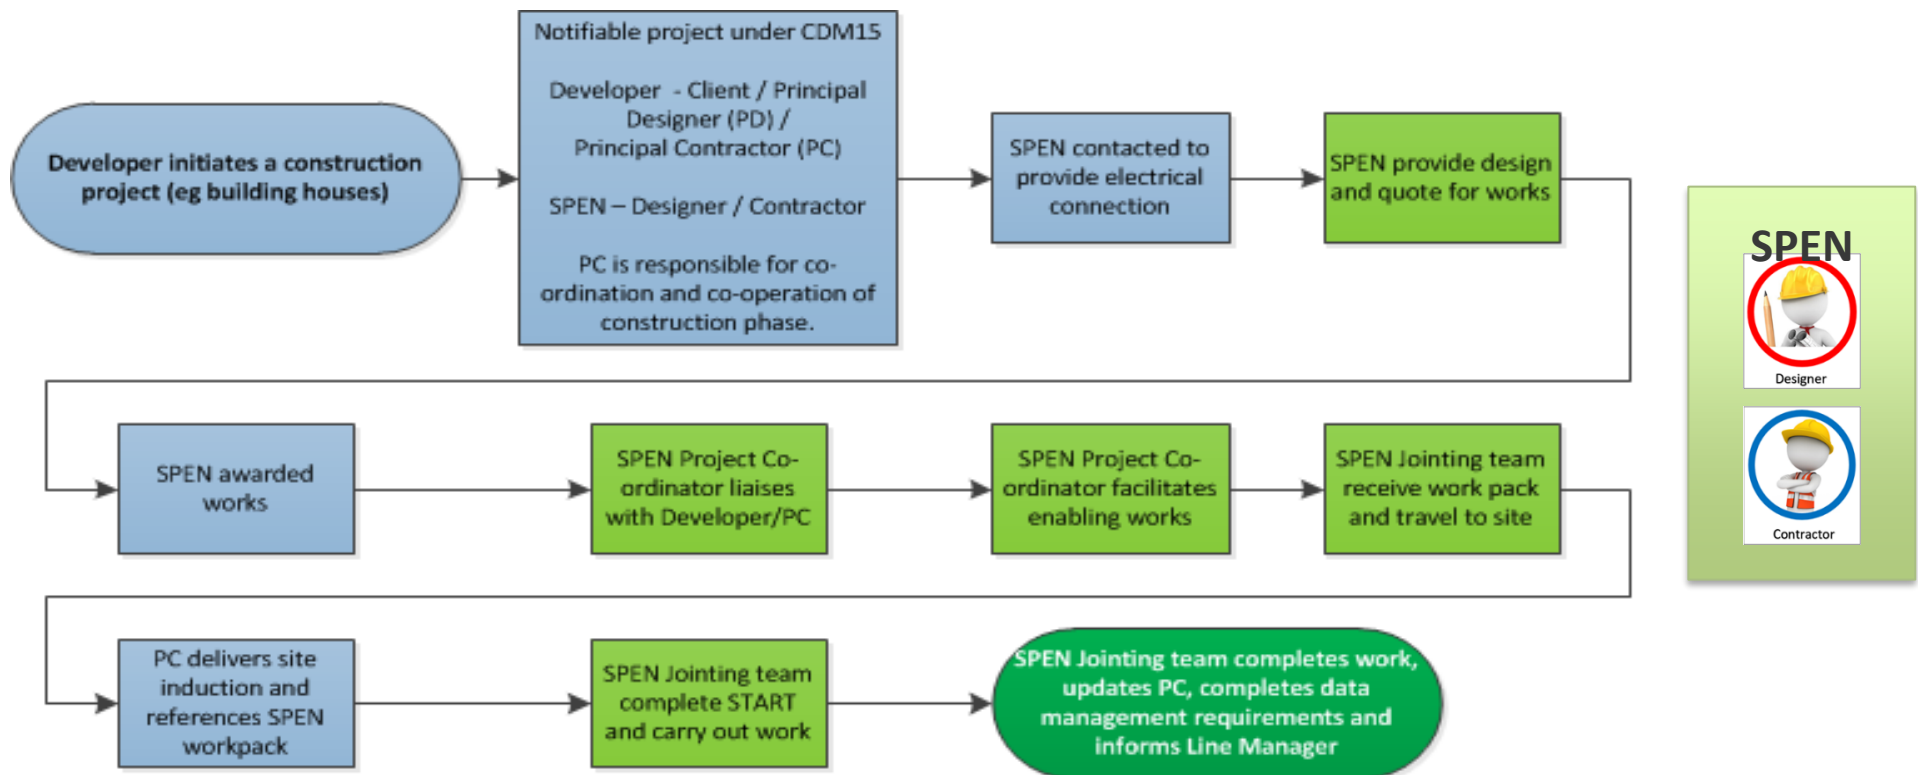 Developer initiates a construction
project (eg building houses)
Notifiable project under CDM15
Developer - Client / Principal
Designer (PD) /
Principal Contractor (PC)
SPEN – Designer / Contractor
PC is responsible for co-
ordination and co-operation of
construction phase.
SPEN contacted to
provide electrical
connection
SPEN provide design
and quote for works
SPEN awarded
works
SPEN Project Co-
ordinator liaises
with Developer/PC
SPEN Project Co-
ordinator facilitates
enabling works
SPEN Jointing team
receive work pack
and travel to site
PC delivers site
induction and
references SPEN
workpack
SPEN Jointing team
complete START
and carry out work
SPEN Jointing team completes work,
updates PC, completes data
management requirements and
informs Line Manager
SPEN
Designer
Contractor